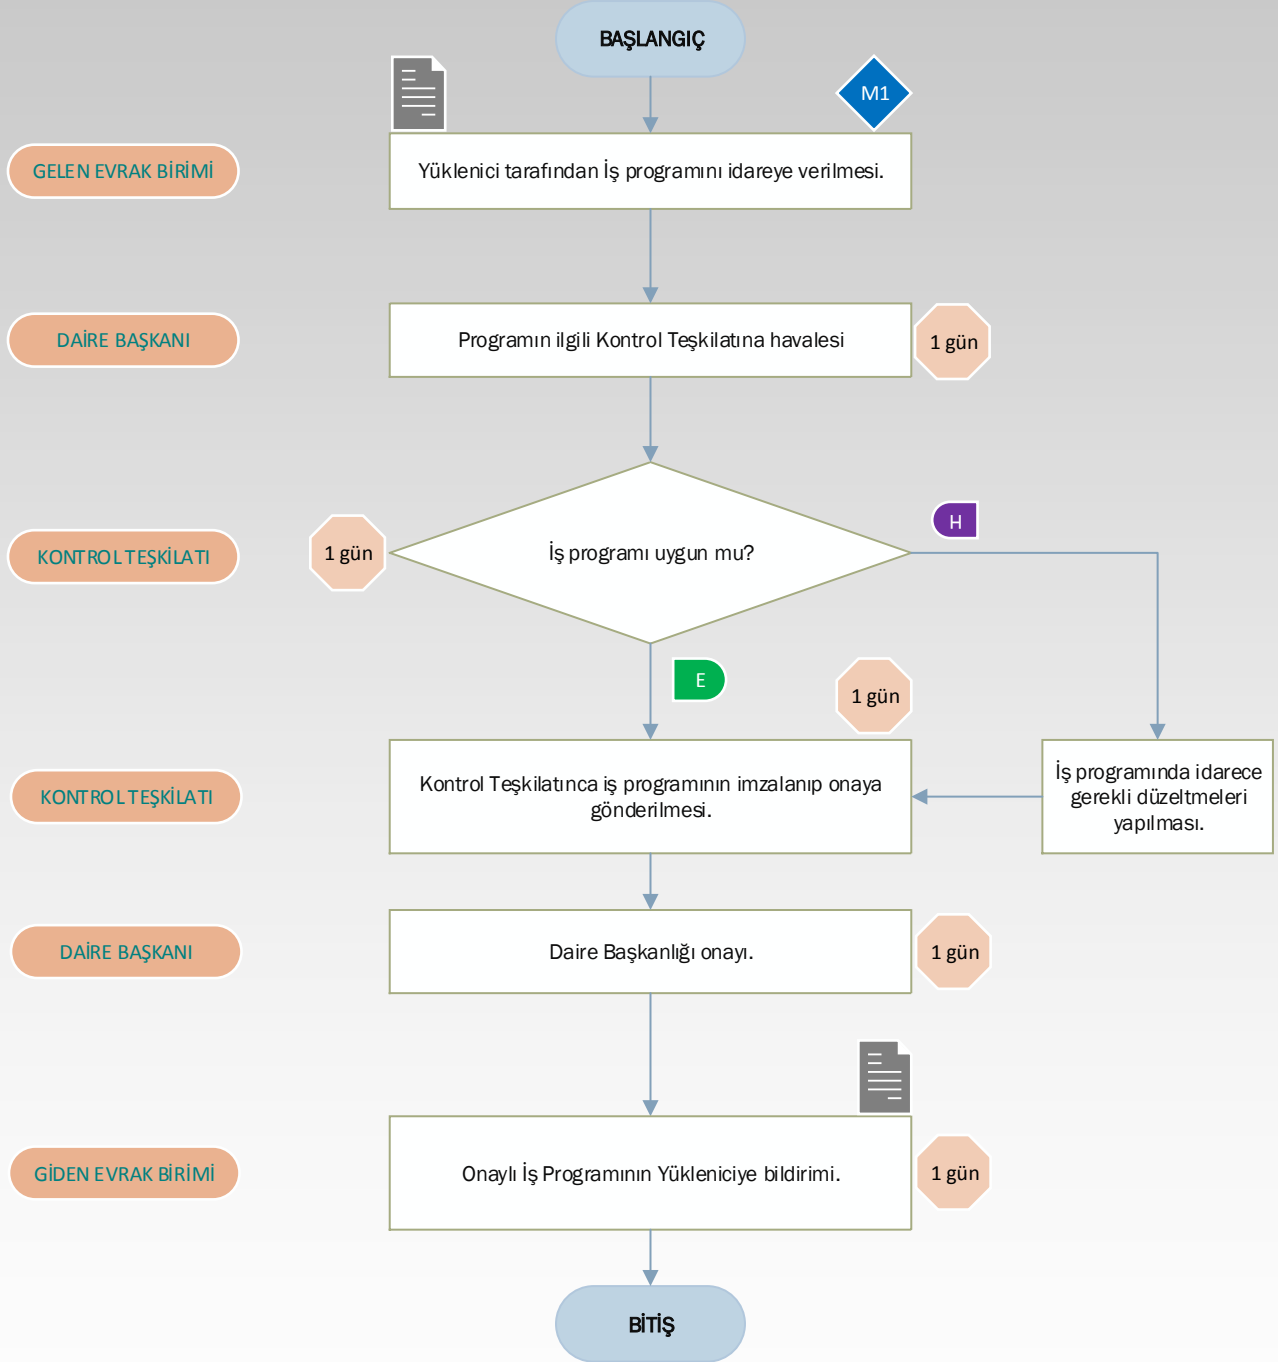 BAŞLANGIÇ
M1
GELEN EVRAK BİRİMİ
Yüklenici tarafından İş programını idareye verilmesi.
DAİRE BAŞKANI
Programın ilgili Kontrol Teşkilatına havalesi
1 gün
H
KONTROL TEŞKİLATI
1 gün
İş programı uygun mu?
E
1 gün
KONTROL TEŞKİLATI
Kontrol Teşkilatınca iş programının imzalanıp onaya
gönderilmesi.
İş programında idarece
gerekli düzeltmeleri
yapılması.
DAİRE BAŞKANI
Daire Başkanlığı onayı.
1 gün
GİDEN EVRAK BİRİMİ
Onaylı İş Programının Yükleniciye bildirimi.
1 gün
BİTİŞ